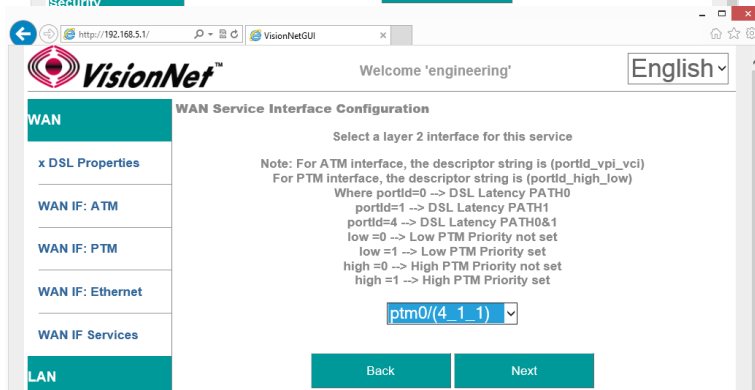 Security
http://192.168.5.1/
VisionNetGUI
VisionNet™
Welcome 'engineering'
English
WAN
x DSL Properties
WAN IF: ATM
WAN IF: PTM
WAN IF: Ethernet
WAN IF Services
LAN
WAN Service Interface Configuration
Select a layer 2 interface for this service
Note: For ATM interface, the descriptor string is (portId_vpi_vci)
For PTM interface, the descriptor string is (portId_high_low)
Where portId=0 --> DSL Latency PATH0
portId=1 --> DSL Latency PATH1
portId=4 --> DSL Latency PATH0&1
low =0 --> Low PTM Priority not set
low =1 --> Low PTM Priority set
high =0 --> High PTM Priority not set
high =1 --> High PTM Priority set
ptm0/(4_1_1)
Back
Next